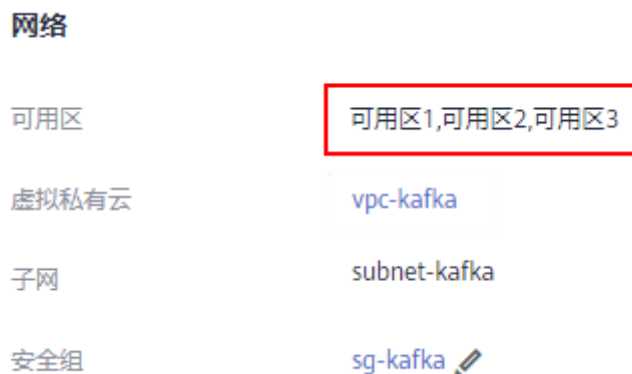 网络
可用区 可用区1,可用区2,可用区3
虚拟私有云 vpc-kafka
子网 subnet-kafka
安全组 sg-kafka